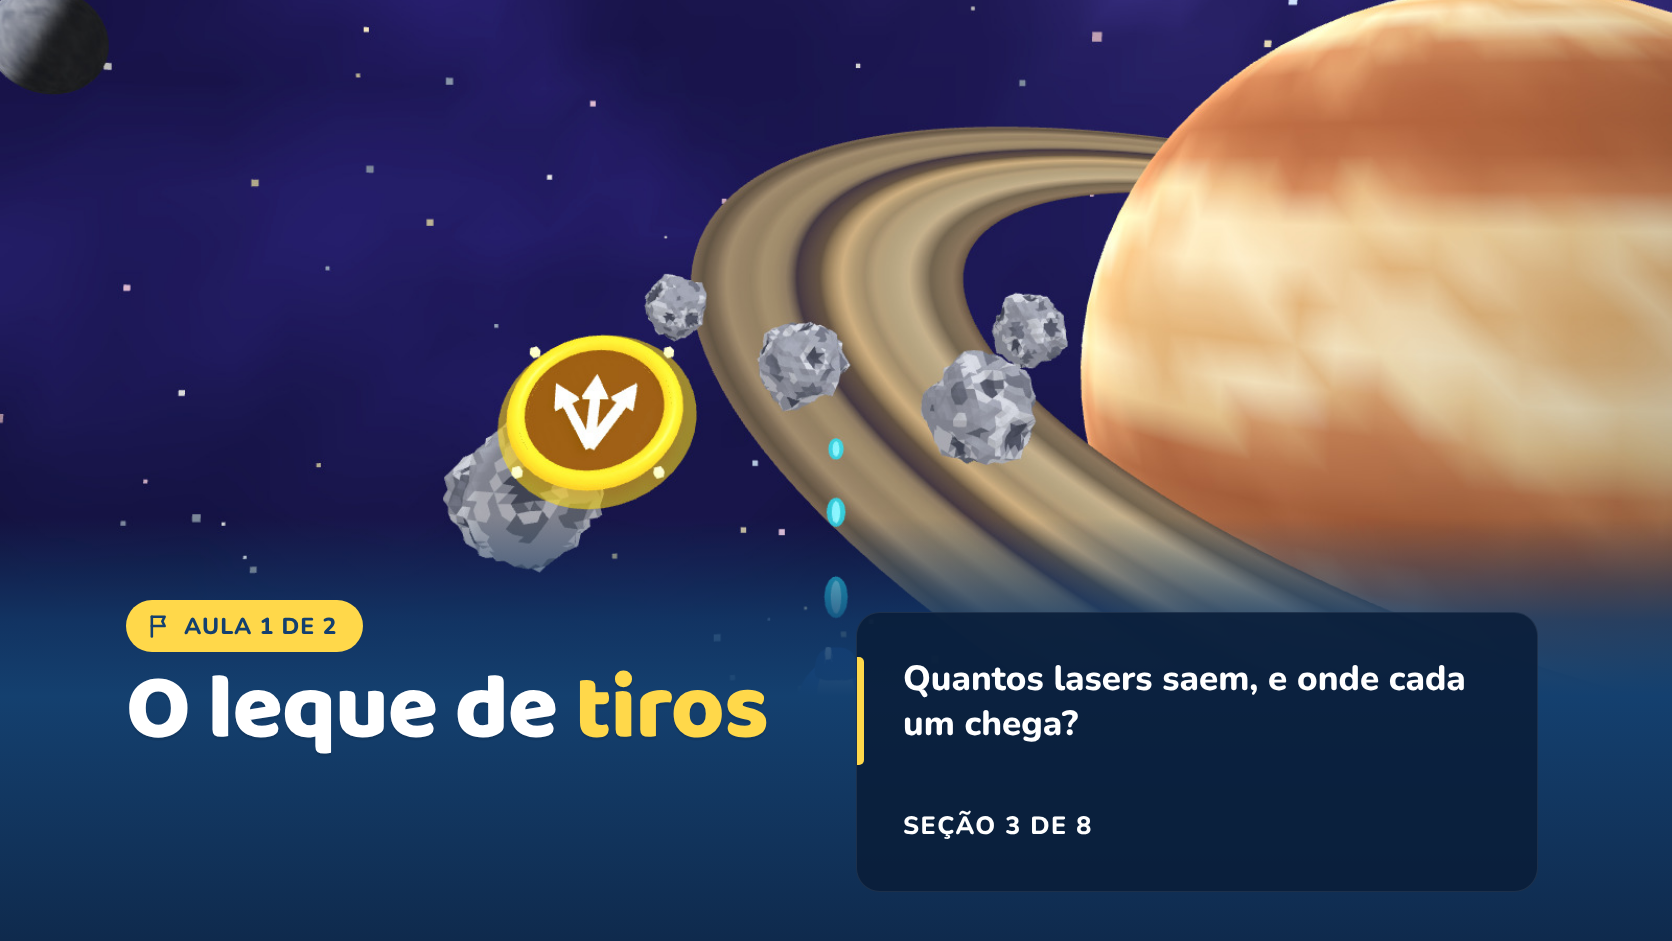 AULA 1 DE 2
O leque de tiros
Quantos lasers saem, e onde cada
um chega?
SEÇÃO 3 DE 8